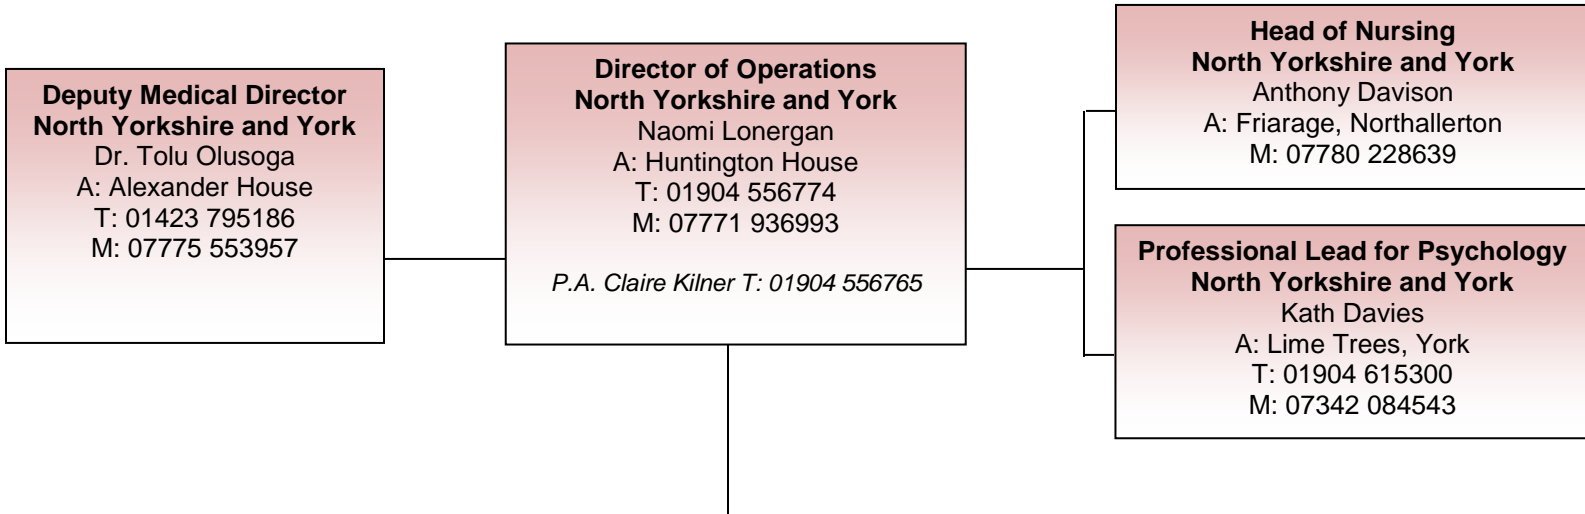 Deputy Medical Director
North Yorkshire and York
Dr. Tolu Olusoga
A: Alexander House
T: 01423 795186
M: 07775 553957
Director of Operations
North Yorkshire and York
Naomi Lonergan
A: Huntington House
T: 01904 556774
M: 07771 936993
P.A. Claire Kilner T: 01904 556765
Head of Nursing
North Yorkshire and York
Anthony Davison
A: Friarage, Northallerton
M: 07780 228639
Professional Lead for Psychology
North Yorkshire and York
Kath Davies
A: Lime Trees, York
T: 01904 615300
M: 07342 084543